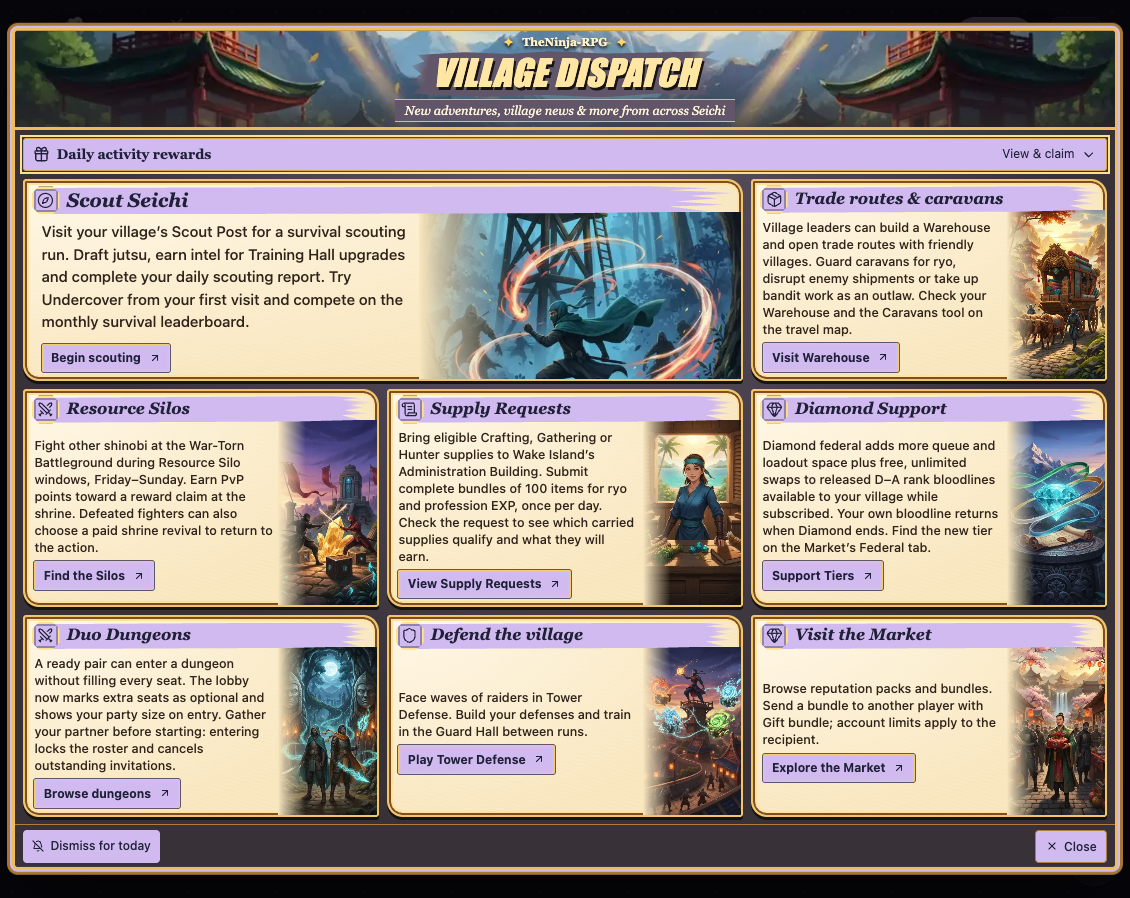 TheNinja-RPG
VILLAGE DISPATCH
New adventures, village news & more from across Seichi
Daily activity rewards
View & claim
Scout Seichi
Visit your village’s Scout Post for a survival scouting
run. Draft jutsu, earn intel for Training Hall upgrades
and complete your daily scouting report. Try
Undercover from your first visit and compete on the
monthly survival leaderboard.
Begin scouting
Trade routes & caravans
Village leaders can build a Warehouse
and open trade routes with friendly
villages. Guard caravans for ryo,
disrupt enemy shipments or take up
bandit work as an outlaw. Check your
Warehouse and the Caravans tool on
the travel map.
Visit Warehouse
Resource Silos
Fight other shinobi at the War-Torn
Battleground during Resource Silo
windows, Friday–Sunday. Earn PvP
points toward a reward claim at the
shrine. Defeated fighters can also
choose a paid shrine revival to return to
the action.
Find the Silos
Supply Requests
Bring eligible Crafting, Gathering or
Hunter supplies to Wake Island’s
Administration Building. Submit
complete bundles of 100 items for ryo
and profession EXP, once per day.
Check the request to see which carried
supplies qualify and what they will
earn.
View Supply Requests
Diamond Support
Diamond federal adds more queue and
loadout space plus free, unlimited
swaps to released D–A rank bloodlines
available to your village while
subscribed. Your own bloodline returns
when Diamond ends. Find the new tier
on the Market’s Federal tab.
Support Tiers
Duo Dungeons
A ready pair can enter a dungeon
without filling every seat. The lobby
now marks extra seats as optional and
shows your party size on entry. Gather
your partner before starting: entering
locks the roster and cancels
outstanding invitations.
Browse dungeons
Defend the village
Face waves of raiders in Tower
Defense. Build your defenses and train
in the Guard Hall between runs.
Play Tower Defense
Visit the Market
Browse reputation packs and bundles.
Send a bundle to another player with
Gift bundle; account limits apply to the
recipient.
Explore the Market
Dismiss for today
Close